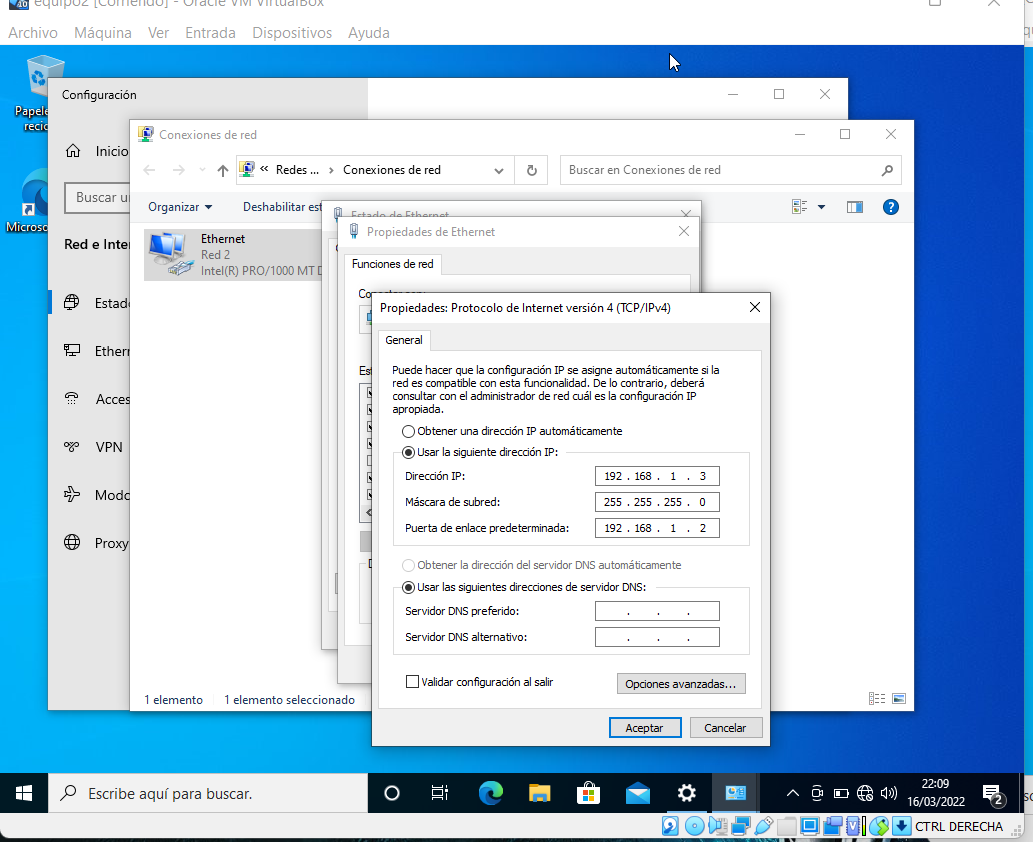 equipo2 [Corriendo] - Oracle VM VirtualBox
Archivo Máquina Ver Entrada Dispositivos Ayuda
Papele
recic
Microso
Configuración
Inicio
Buscar u
Red e Inter
Estado
Ethern
Acces
VPN
Modo
Proxy
Conexiones de red
« Redes ... › Conexiones de red
Buscar en Conexiones de red
Organizar
Deshabilitar est
Ethernet
Red 2
Intel(R) PRO/1000 MT D
1 elemento
1 elemento seleccionado
Estado de Ethernet
Propiedades de Ethernet
Funciones de red
Propiedades: Protocolo de Internet versión 4 (TCP/IPv4)
General
Puede hacer que la configuración IP se asigne automáticamente si la
red es compatible con esta funcionalidad. De lo contrario, deberá
consultar con el administrador de red cuál es la configuración IP
apropiada.
Obtener una dirección IP automáticamente
Usar la siguiente dirección IP:
Dirección IP: 192 . 168 . 1 . 3
Máscara de subred: 255 . 255 . 255 . 0
Puerta de enlace predeterminada: 192 . 168 . 1 . 2
Obtener la dirección del servidor DNS automáticamente
Usar las siguientes direcciones de servidor DNS:
Servidor DNS preferido: . . .
Servidor DNS alternativo: . . .
Validar configuración al salir
Opciones avanzadas...
Aceptar
Cancelar
Escribe aquí para buscar.
22:09
16/03/2022
2
CTRL DERECHA